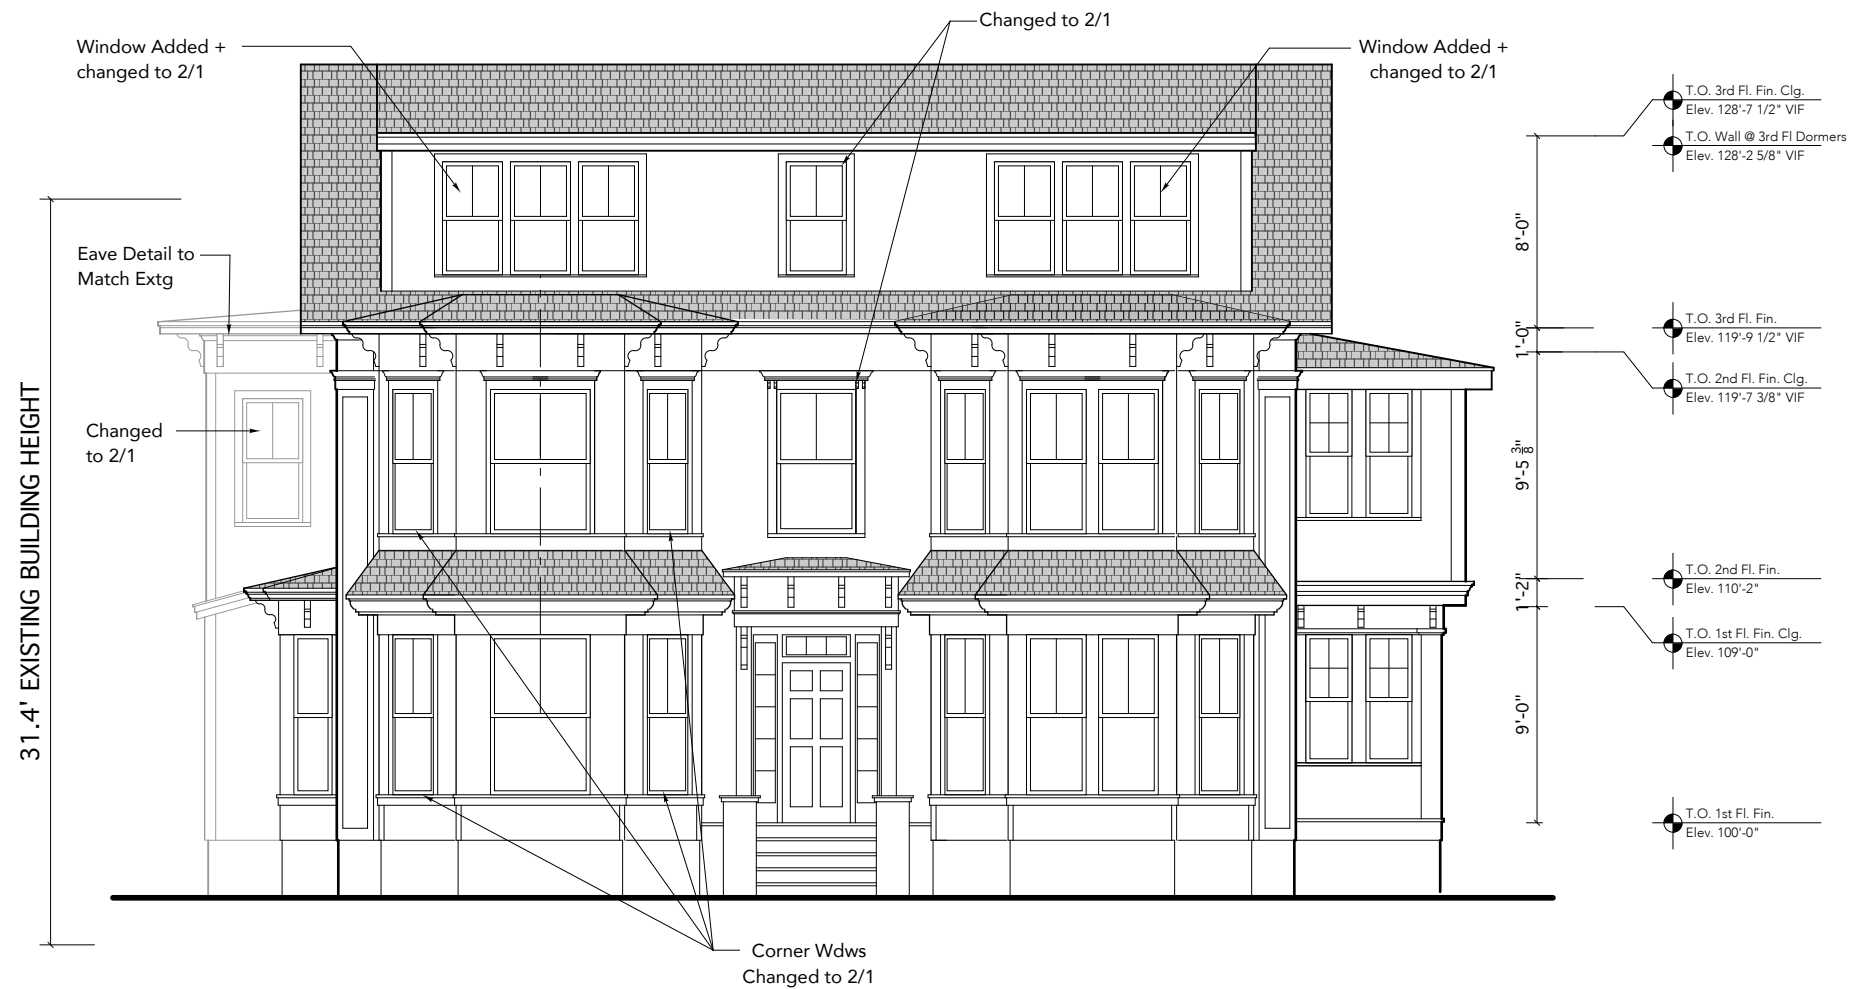 Changed to 2/1
Window Added +
changed to 2/1
Window Added +
changed to 2/1
T.O. 3rd Fl. Fin. Clg.
Elev. 128'-7 1/2" VIF
T.O. Wall @ 3rd Fl Dormers
Elev. 128'-2 5/8" VIF
8'-0"
Eave Detail to
Match Extg
T.O. 3rd Fl. Fin.
Elev. 119'-9 1/2" VIF
1'-0"
T.O. 2nd Fl. Fin. Clg.
Elev. 119'-7 3/8" VIF
Changed
to 2/1
9'-5 3/8"
31.4' EXISTING BUILDING HEIGHT
T.O. 2nd Fl. Fin.
Elev. 110'-2"
1'-2"
T.O. 1st Fl. Fin. Clg.
Elev. 109'-0"
9'-0"
T.O. 1st Fl. Fin.
Elev. 100'-0"
Corner Wdws
Changed to 2/1